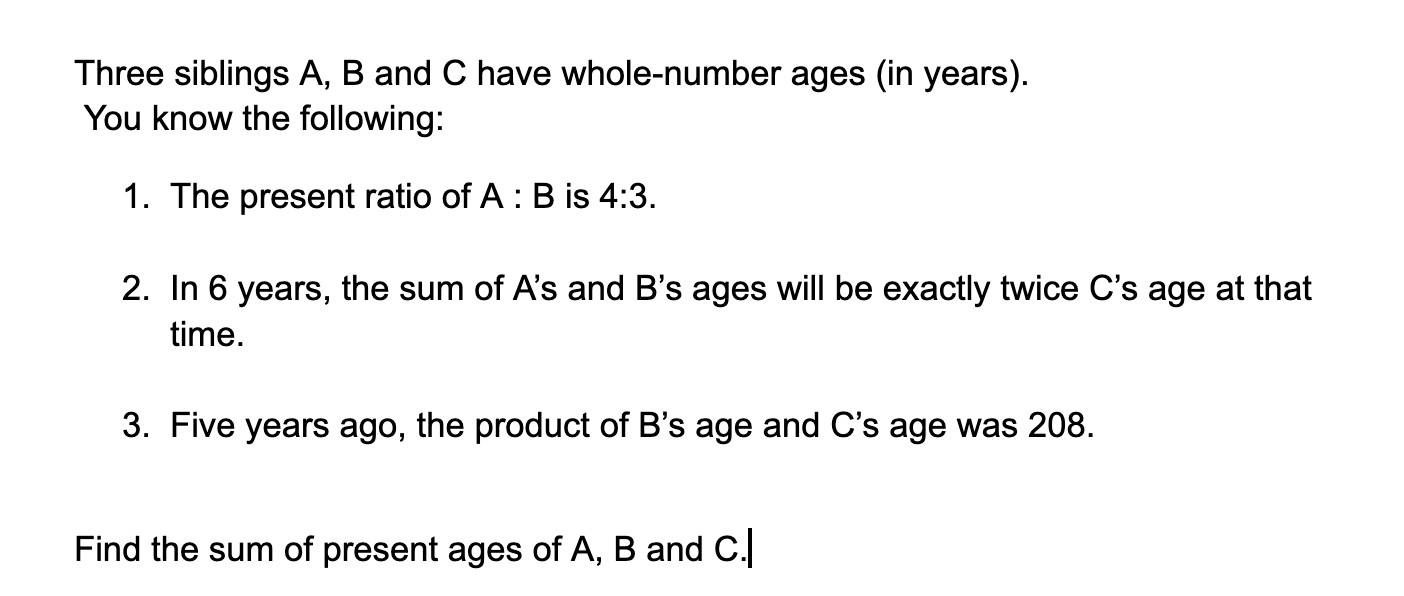 Three siblings A, B and C have whole-number ages (in years).
You know the following:
1. The present ratio of A : B is 4:3.
2. In 6 years, the sum of A’s and B’s ages will be exactly twice C’s age at that
time.
3. Five years ago, the product of B’s age and C’s age was 208.
Find the sum of present ages of A, B and C.